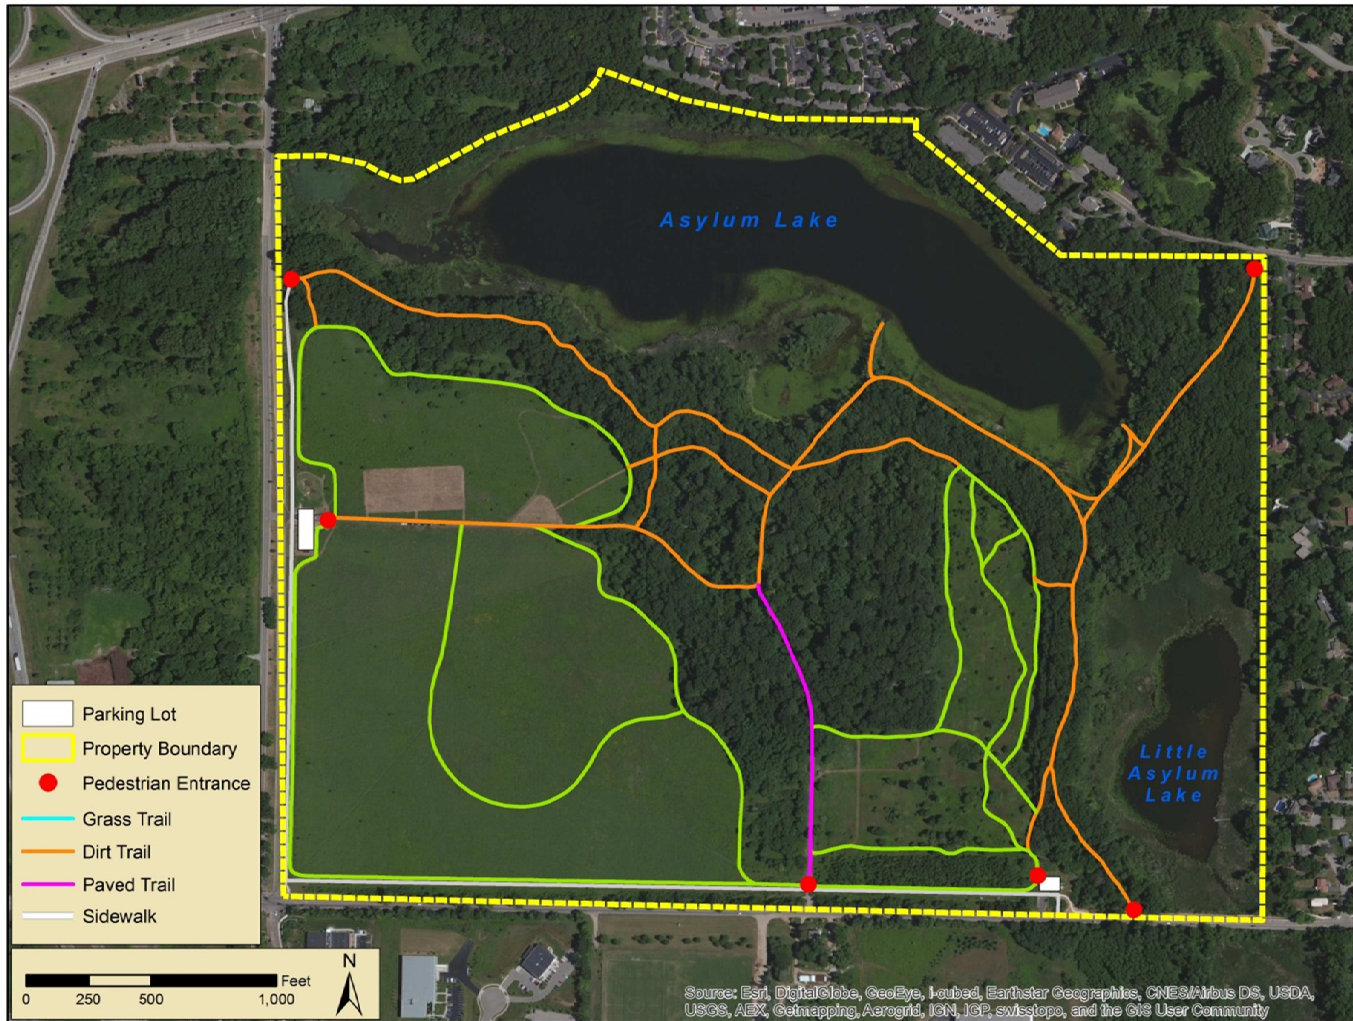 Asylum Lake
Little
Asylum
Lake
Parking Lot
Property Boundary
Pedestrian Entrance
Grass Trail
Dirt Trail
Paved Trail
Sidewalk
N
Feet
0 250 500 1,000
Source: Esri, DigitalGlobe, GeoEye, i-cubed, Earthstar Geographics, CNES/Airbus DS, USDA,
USGS, AEX, Getmapping, Aerogrid, IGN, IGP, swisstopo, and the GIS User Community